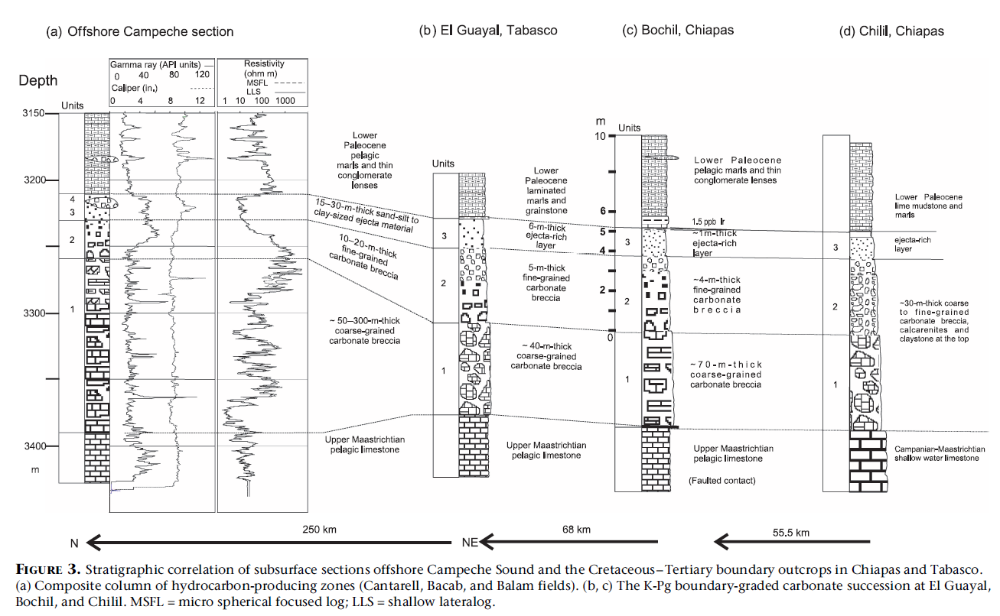 (a) Offshore Campeche section
(b) El Guayal, Tabasco
(c) Bochil, Chiapas
(d) Chilil, Chiapas
Depth
Units
Gamma ray (API units)
0 40 80 120
Caliper (in.)
0 4 8 12
Resistivity
(ohm m)
MSFL
LLS
1 10 100 1000
3150
3200
3300
3400
m
4
3
2
1
Lower
Paleocene
pelagic
marls and thin
conglomerate
lenses
15–30-m-thick sand-silt to
clay-sized ejecta material
10–20-m-thick
fine-grained
carbonate breccia
~ 50–300-m-thick
coarse-grained
carbonate breccia
Upper Maastrichtian
pelagic limestone
Units
3
2
1
Lower
Paleocene
laminated
marls and
grainstone
6-m-thick
ejecta-rich
layer
5-m-thick
fine-grained
carbonate
breccia
~ 40-m-thick
coarse-grained
carbonate breccia
Upper Maastrichtian
pelagic limestone
m
Units
10
6
5
4
2
0
3
2
1
Lower Paleocene
pelagic marls and thin
conglomerate lenses
1.5 ppb Ir
~1m-thick
ejecta-rich
layer
~4-m-thick
fine-grained
carbonate
breccia
~70-m-thick
coarse-grained
carbonate breccia
Upper Maastrichtian
pelagic limestone
(Faulted contact)
3
2
1
Lower Paleocene
lime mudstone and
marls
ejecta-rich
layer
~30-m-thick coarse
to fine-grained
carbonate breccia,
calcarenites and
claystone at the top
Campanian-Maastrichtian
shallow water limestone
N
250 km
NE
68 km
55.5 km
FIGURE 3. Stratigraphic correlation of subsurface sections offshore Campeche Sound and the Cretaceous–Tertiary boundary outcrops in Chiapas and Tabasco.
(a) Composite column of hydrocarbon-producing zones (Cantarell, Bacab, and Balam fields). (b, c) The K-Pg boundary-graded carbonate succession at El Guayal,
Bochil, and Chilil. MSFL = micro spherical focused log; LLS = shallow lateralog.